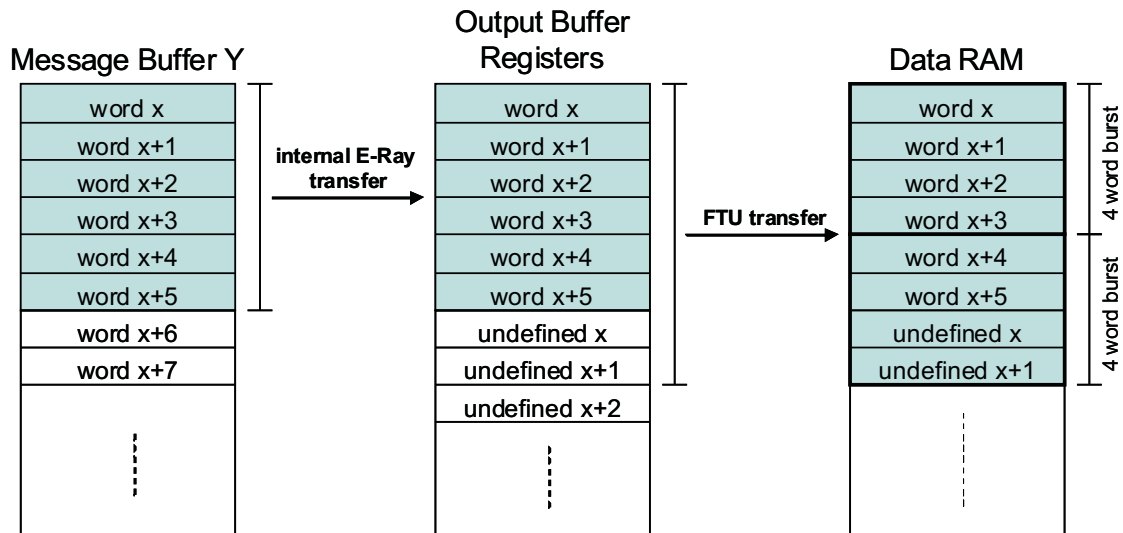 Message Buffer Y
word x
word x+1
word x+2
word x+3
word x+4
word x+5
word x+6
word x+7
internal E-Ray
transfer
Output Buffer
Registers
word x
word x+1
word x+2
word x+3
word x+4
word x+5
undefined x
undefined x+1
undefined x+2
FTU transfer
Data RAM
word x
word x+1
word x+2
word x+3
word x+4
word x+5
undefined x
undefined x+1
4 word burst
4 word burst